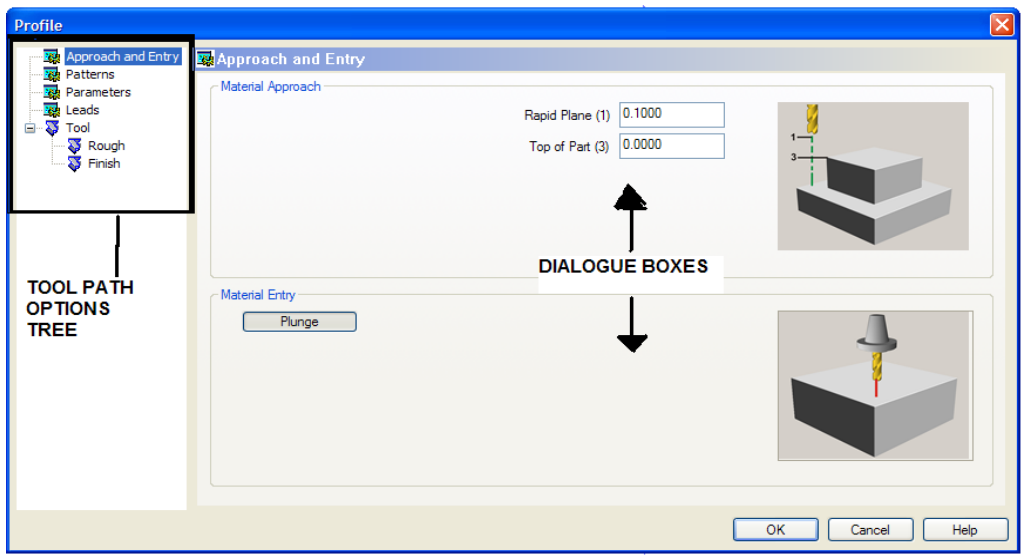 Profile
Approach and Entry
Patterns
Parameters
Leads
Tool
Rough
Finish
TOOL PATH
OPTIONS
TREE
Approach and Entry
Material Approach
Rapid Plane (1) 0.1000
Top of Part (3) 0.0000
1
3
DIALOGUE BOXES
Material Entry
Plunge
OK Cancel Help